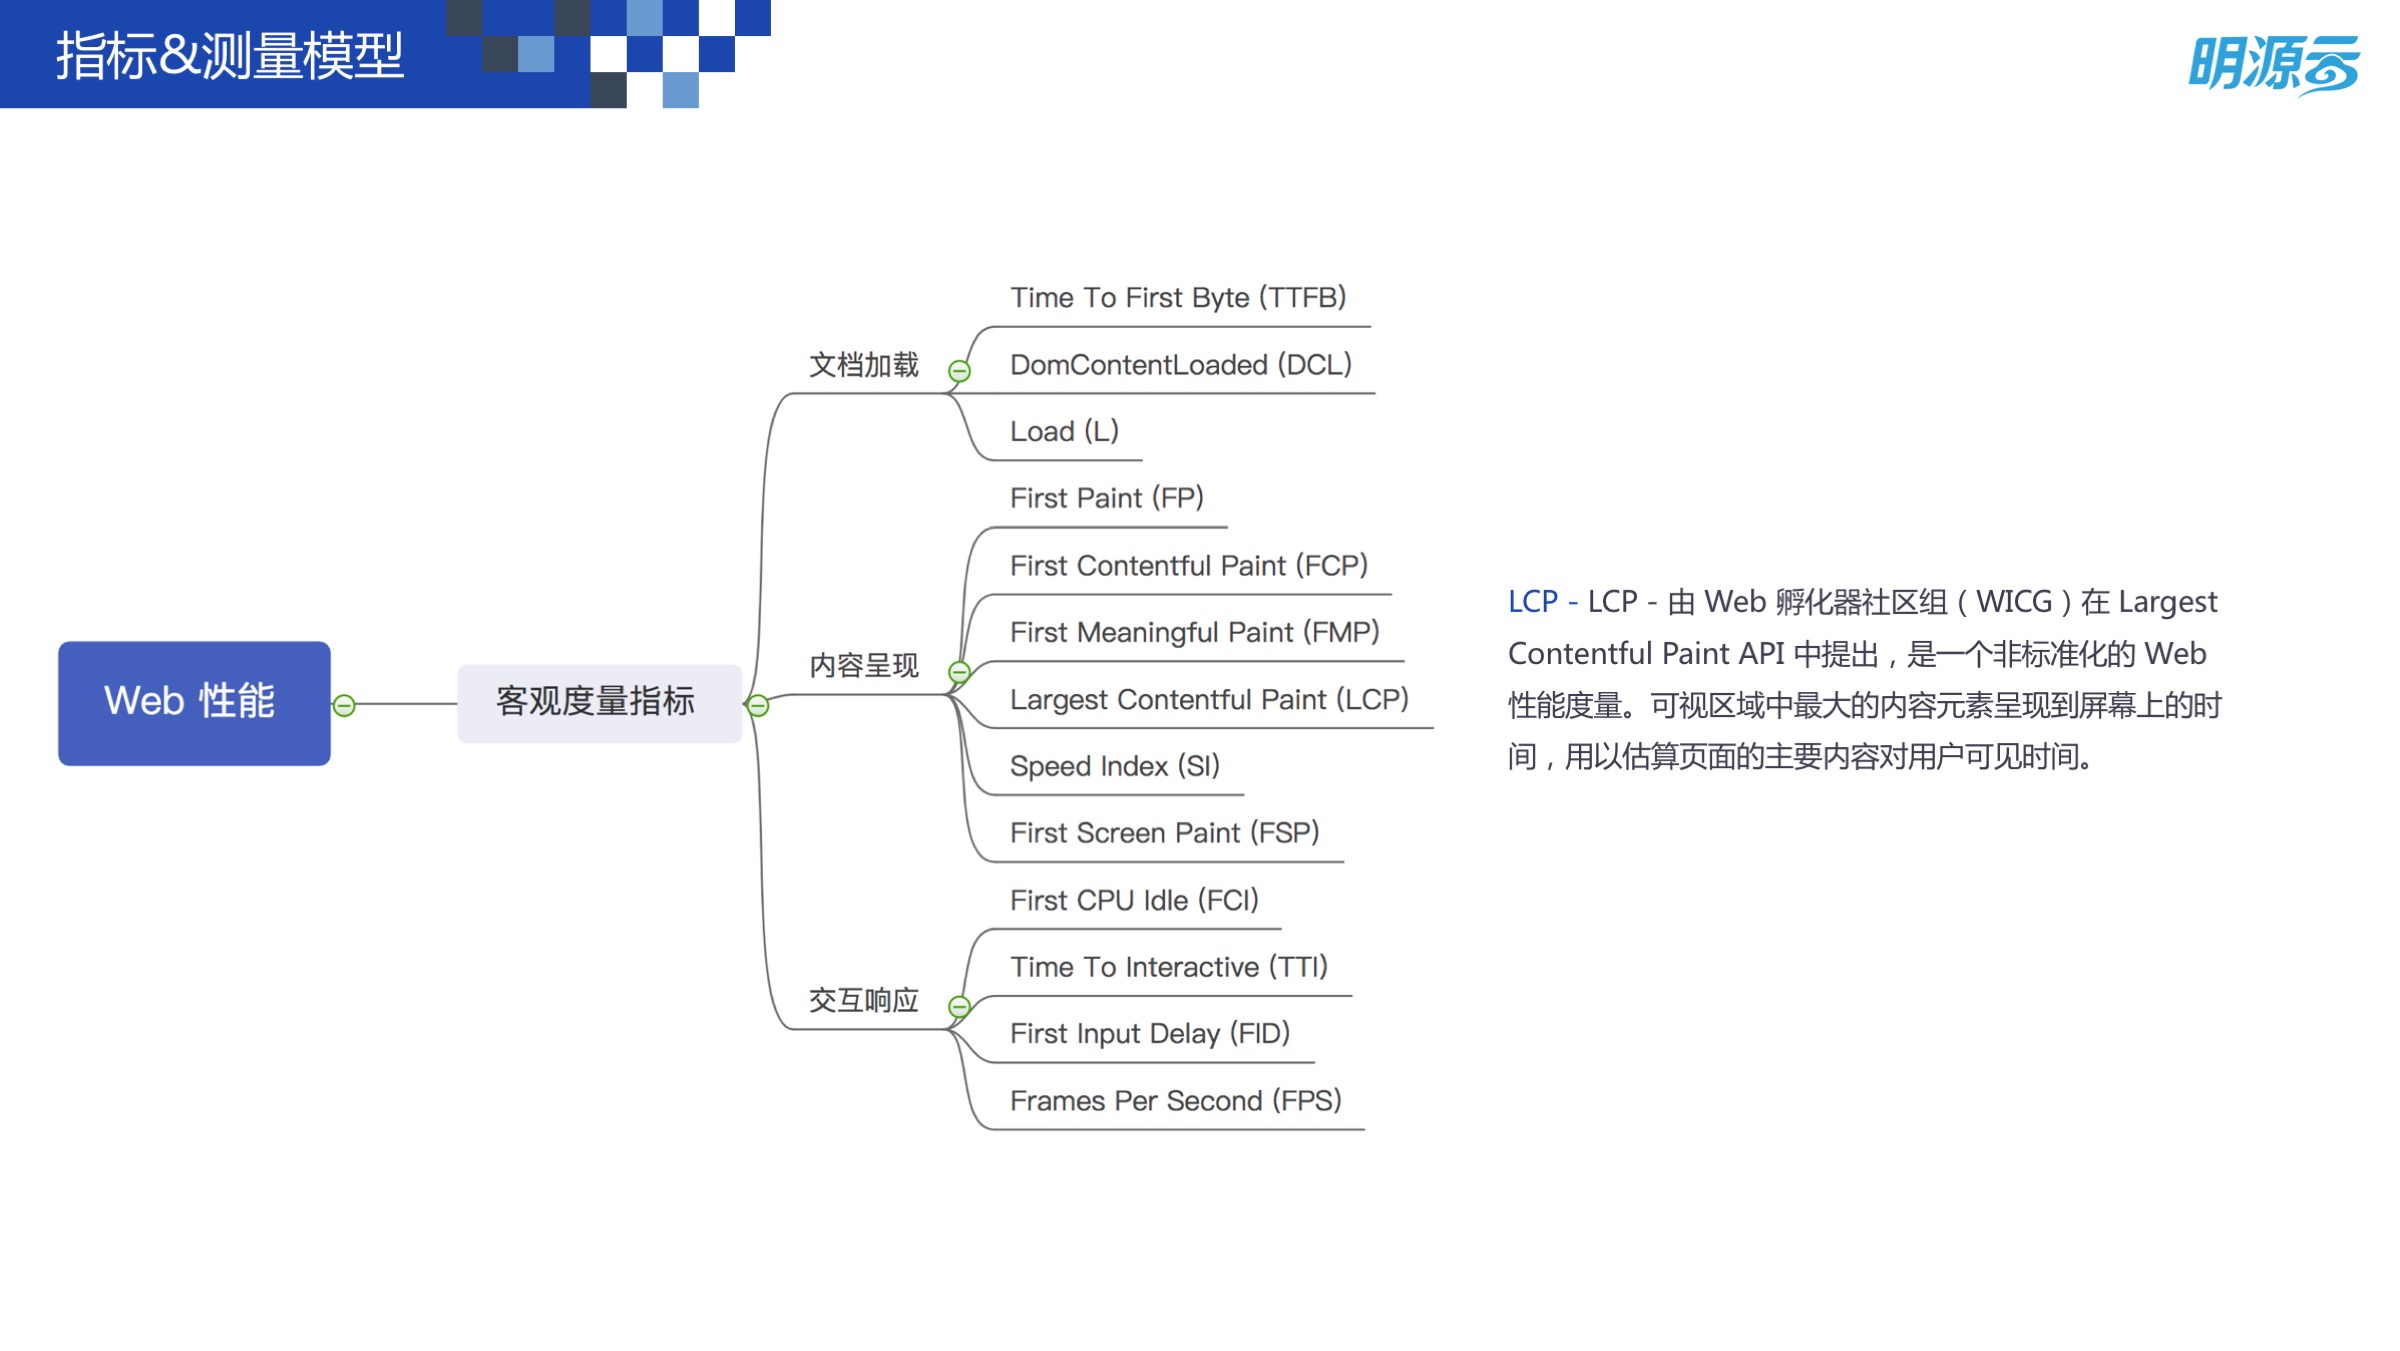 指标&测量模型
明源云
Time To First Byte (TTFB)
文档加载
DomContentLoaded (DCL)
Load (L)
First Paint (FP)
First Contentful Paint (FCP)
First Meaningful Paint (FMP)
内容呈现
Largest Contentful Paint (LCP)
Web 性能
客观度量指标
Speed Index (SI)
First Screen Paint (FSP)
First CPU Idle (FCI)
Time To Interactive (TTI)
交互响应
First Input Delay (FID)
Frames Per Second (FPS)
LCP - LCP - 由 Web 孵化器社区组（WICG）在 Largest
Contentful Paint API 中提出，是一个非标准化的 Web
性能度量。可视区域中最大的内容元素呈现到屏幕上的时
间，用以估算页面的主要内容对用户可见时间。